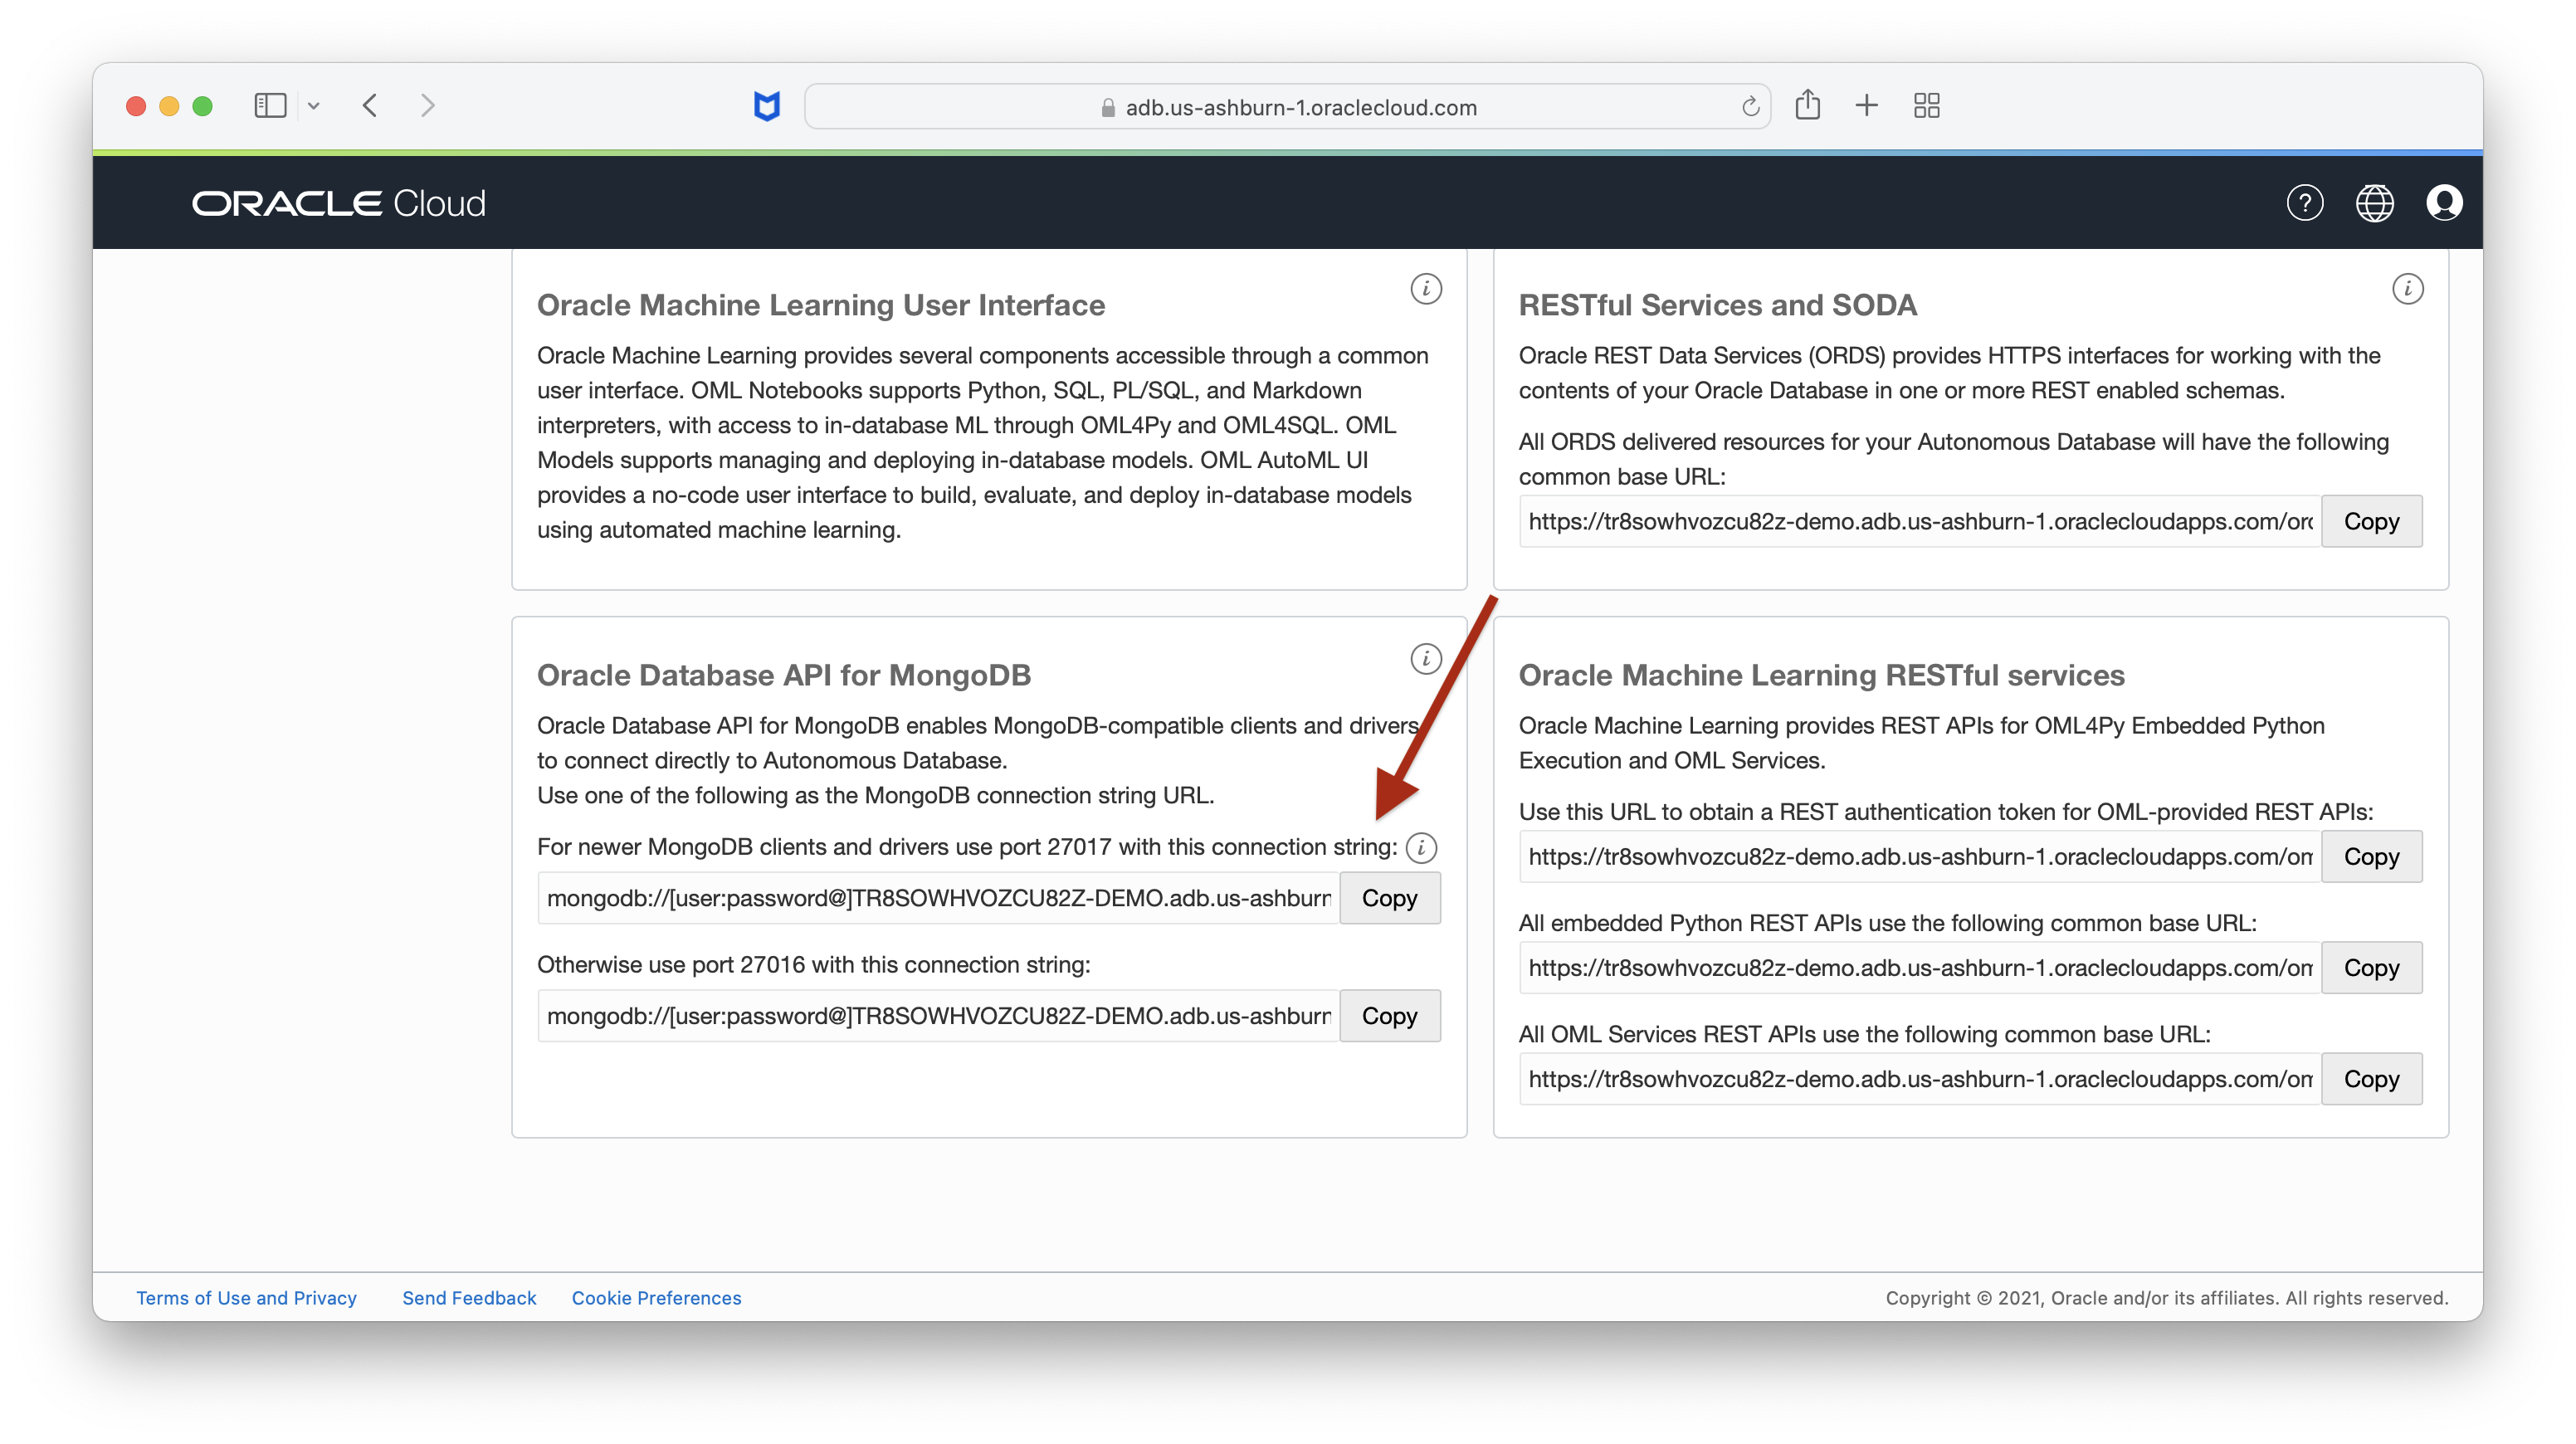 adb.us-ashburn-1.oraclecloud.com
ORACLE Cloud
Oracle Machine Learning User Interface
Oracle Machine Learning provides several components accessible through a common
user interface. OML Notebooks supports Python, SQL, PL/SQL, and Markdown
interpreters, with access to in-database ML through OML4Py and OML4SQL. OML
Models supports managing and deploying in-database models. OML AutoML UI
provides a no-code user interface to build, evaluate, and deploy in-database models
using automated machine learning.
RESTful Services and SODA
Oracle REST Data Services (ORDS) provides HTTPS interfaces for working with the
contents of your Oracle Database in one or more REST enabled schemas.
All ORDS delivered resources for your Autonomous Database will have the following
common base URL:
https://tr8sowhvozcu82z-demo.adb.us-ashburn-1.oraclecloudapps.com/ord Copy
Oracle Database API for MongoDB
Oracle Database API for MongoDB enables MongoDB-compatible clients and drivers
to connect directly to Autonomous Database.
Use one of the following as the MongoDB connection string URL.
For newer MongoDB clients and drivers use port 27017 with this connection string:
mongodb://[user:password@]TR8SOWHVOZCU82Z-DEMO.adb.us-ashburn Copy
Otherwise use port 27016 with this connection string:
mongodb://[user:password@]TR8SOWHVOZCU82Z-DEMO.adb.us-ashburn Copy
Oracle Machine Learning RESTful services
Oracle Machine Learning provides REST APIs for OML4Py Embedded Python
Execution and OML Services.
Use this URL to obtain a REST authentication token for OML-provided REST APIs:
https://tr8sowhvozcu82z-demo.adb.us-ashburn-1.oraclecloudapps.com/om Copy
All embedded Python REST APIs use the following common base URL:
https://tr8sowhvozcu82z-demo.adb.us-ashburn-1.oraclecloudapps.com/om Copy
All OML Services REST APIs use the following common base URL:
https://tr8sowhvozcu82z-demo.adb.us-ashburn-1.oraclecloudapps.com/om Copy
Terms of Use and Privacy Send Feedback Cookie Preferences
Copyright © 2021, Oracle and/or its affiliates. All rights reserved.